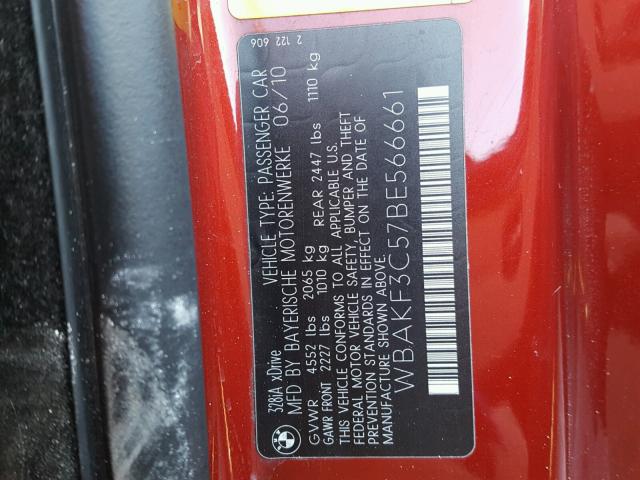 328iA xDrive VEHICLE TYPE: PASSENGER CAR 2 122 606
MFD BY BAYERISCHE MOTORENWERKE 06/10
GVWR 4552 lbs 2065 kg
GAWR FRONT 2227 lbs 1010 kg REAR 2447 lbs 1110 kg
THIS VEHICLE CONFORMS TO ALL APPLICABLE U.S.
FEDERAL MOTOR VEHICLE SAFETY, BUMPER AND THEFT
PREVENTION STANDARDS IN EFFECT ON THE DATE OF
MANUFACTURE SHOWN ABOVE.
WBAKF3C57BE566661